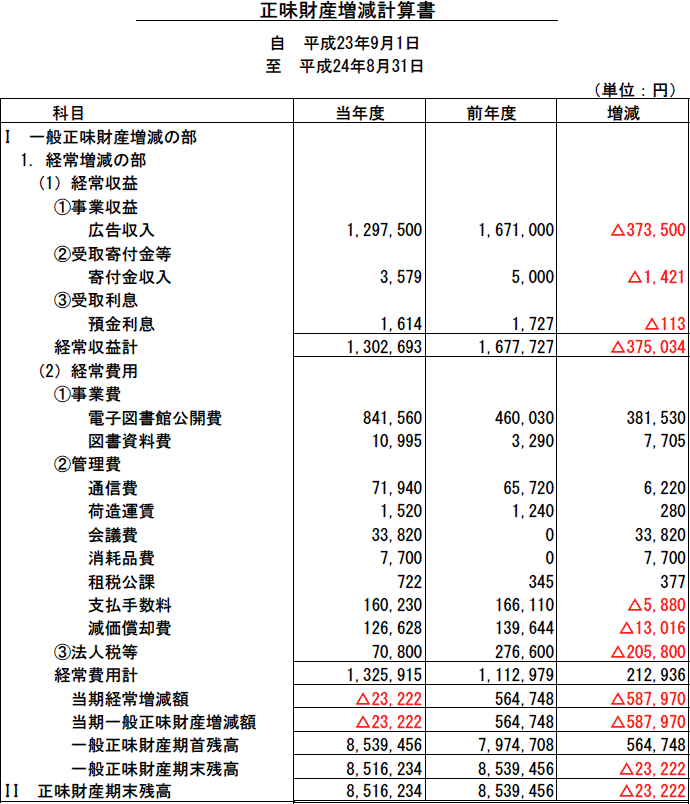 正味財産増減計算書
自 平成23年9月1日
至 平成24年8月31日
(単位：円)
科目 当年度 前年度 増減
I 一般正味財産増減の部
1. 経常増減の部
(1) 経常収益
①事業収益
広告収入 1,297,500 1,671,000 △373,500
②受取寄付金等
寄付金収入 3,579 5,000 △1,421
③受取利息
預金利息 1,614 1,727 △113
経常収益計 1,302,693 1,677,727 △375,034
(2) 経常費用
①事業費
電子図書館公開費 841,560 460,030 381,530
図書資料費 10,995 3,290 7,705
②管理費
通信費 71,940 65,720 6,220
荷造運賃 1,520 1,240 280
会議費 33,820 0 33,820
消耗品費 7,700 0 7,700
租税公課 722 345 377
支払手数料 160,230 166,110 △5,880
減価償却費 126,628 139,644 △13,016
③法人税等 70,800 276,600 △205,800
経常費用計 1,325,915 1,112,979 212,936
当期経常増減額 △23,222 564,748 △587,970
当期一般正味財産増減額 △23,222 564,748 △587,970
一般正味財産期首残高 8,539,456 7,974,708 564,748
一般正味財産期末残高 8,516,234 8,539,456 △23,222
II 正味財産期末残高 8,516,234 8,539,456 △23,222